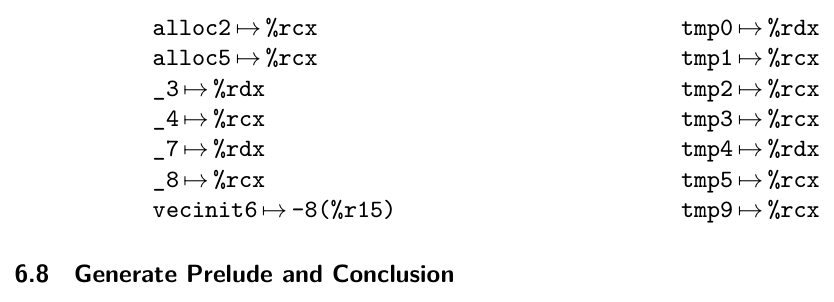 alloc2 ↦ %rcx tmp0 ↦ %rdx
alloc5 ↦ %rcx tmp1 ↦ %rcx
_3 ↦ %rdx tmp2 ↦ %rcx
_4 ↦ %rcx tmp3 ↦ %rcx
_7 ↦ %rdx tmp4 ↦ %rdx
_8 ↦ %rcx tmp5 ↦ %rcx
vecinit6 ↦ -8(%r15) tmp9 ↦ %rcx
6.8 Generate Prelude and Conclusion